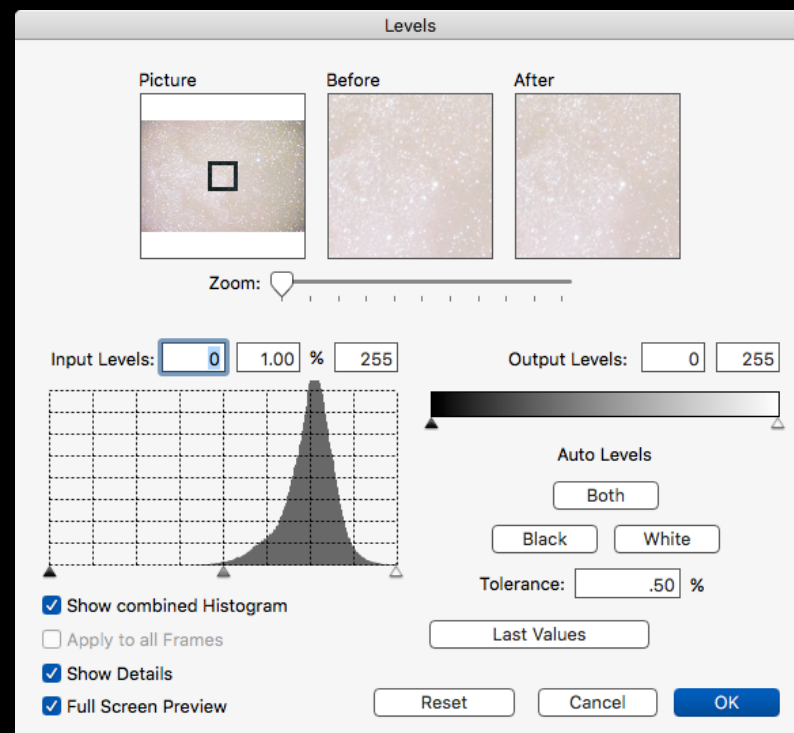 Levels
Picture Before After
Zoom:
Input Levels: 0 1.00 % 255 Output Levels: 0 255
Auto Levels
Both
Black White
Tolerance: .50 %
Show combined Histogram
Last Values
Apply to all Frames
Show Details
Full Screen Preview Reset Cancel OK